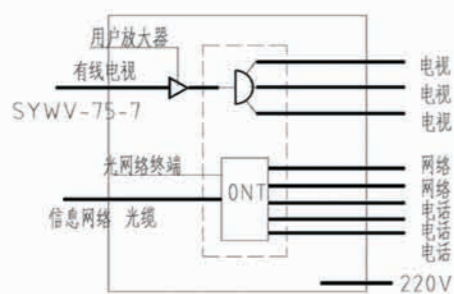 用户放大器
有线电视
SYWV-75-7
电视
电视
电视
光网络终端
ONT
信息网络 光缆
网络
网络
电话
电话
电话
220V